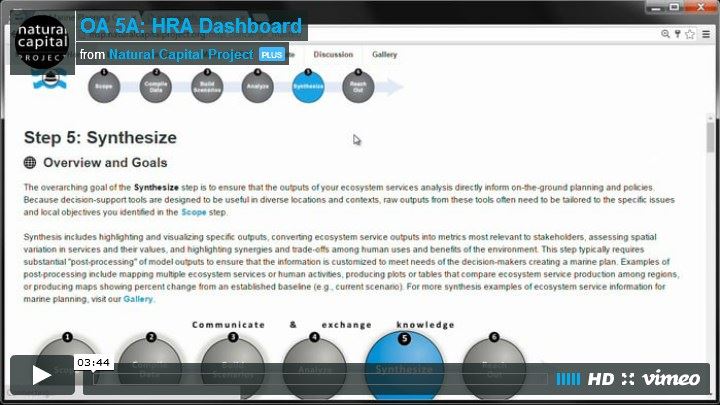 natural
capital
PROJECT
OA 5A: HRA Dashboard
from Natural Capital Project PLUS
Discussion
Gallery
1 2 3 4 5 6
Scope
Compile
Data
Build
Scenarios
Analyze
Synthesize
Reach
Out
Step 5: Synthesize
Overview and Goals
The overarching goal of the Synthesize step is to ensure that the outputs of your ecosystem services analysis directly inform on-the-ground planning and policies.
Because decision-support tools are designed to be useful in diverse locations and contexts, raw outputs from these tools often need to be tailored to the specific issues
and local objectives you identified in the Scope step.
Synthesis includes highlighting and visualizing specific outputs, converting ecosystem service outputs into metrics most relevant to stakeholders, assessing spatial
variation in services and their values, and highlighting synergies and trade-offs among human uses and benefits of the environment. This step typically requires
substantial "post-processing" of model outputs to ensure that the information is customized to meet needs of the decision-makers creating a marine plan. Examples of
post-processing include mapping multiple ecosystem services or human activities, producing plots or tables that compare ecosystem service production among regions,
or producing maps showing percent change from an established baseline (e.g., current scenario). For more synthesis examples of ecosystem service information for
marine planning, visit our Gallery.
Communicate & exchange knowledge
1 2 3 4 5 6
Scope
Compile
Data
Build
Scenarios
Analyze
Synthesize
Reach
Out
03:44
HD vimeo